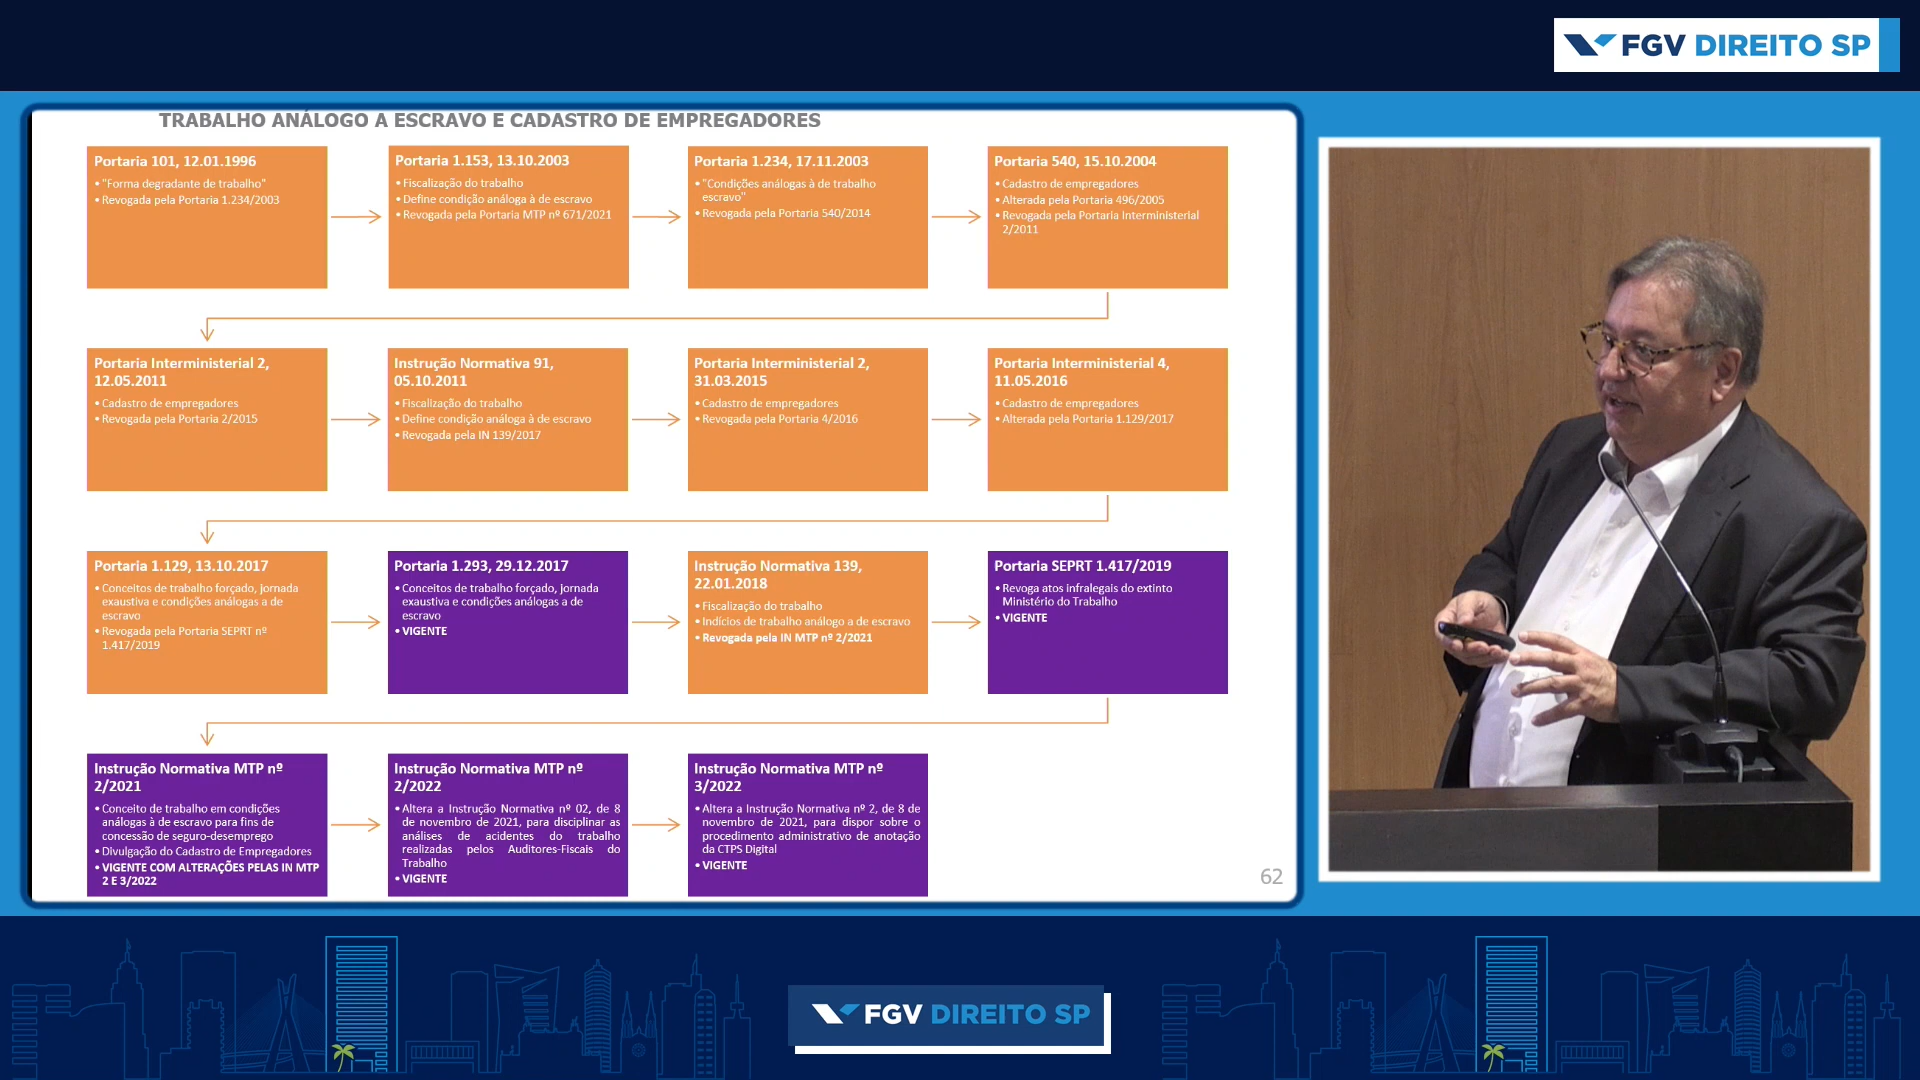 FGV DIREITO SP
TRABALHO ANÁLOGO A ESCRAVO E CADASTRO DE EMPREGADORES
Portaria 101, 12.01.1996
• "Forma degradante de trabalho"
• Revogada pela Portaria 1.234/2003
Portaria 1.153, 13.10.2003
• Fiscalização do trabalho
• Define condição análoga à de escravo
• Revogada pela Portaria MTP nº 671/2021
Portaria 1.234, 17.11.2003
• "Condições análogas à de trabalho
escravo"
• Revogada pela Portaria 540/2014
Portaria 540, 15.10.2004
• Cadastro de empregadores
• Alterada pela Portaria 496/2005
• Revogada pela Portaria Interministerial
2/2011
Portaria Interministerial 2,
12.05.2011
• Cadastro de empregadores
• Revogada pela Portaria 2/2015
Instrução Normativa 91,
05.10.2011
• Fiscalização do trabalho
• Define condição análoga à de escravo
• Revogada pela IN 139/2017
Portaria Interministerial 2,
31.03.2015
• Cadastro de empregadores
• Revogada pela Portaria 4/2016
Portaria Interministerial 4,
11.05.2016
• Cadastro de empregadores
• Alterada pela Portaria 1.129/2017
Portaria 1.129, 13.10.2017
• Conceitos de trabalho forçado, jornada
exaustiva e condições análogas a de
escravo
• Revogada pela Portaria SEPRT nº
1.417/2019
Portaria 1.293, 29.12.2017
• Conceitos de trabalho forçado, jornada
exaustiva e condições análogas a de
escravo
• VIGENTE
Instrução Normativa 139,
22.01.2018
• Fiscalização do trabalho
• Indícios de trabalho análogo a de escravo
• Revogada pela IN MTP nº 2/2021
Portaria SEPRT 1.417/2019
• Revoga atos infralegais do extinto
Ministério do Trabalho
• VIGENTE
Instrução Normativa MTP nº
2/2021
• Conceito de trabalho em condições
análogas à de escravo para fins de
concessão de seguro-desemprego
• Divulgação do Cadastro de Empregadores
• VIGENTE COM ALTERAÇÕES PELAS IN MTP
2 E 3/2022
Instrução Normativa MTP nº
2/2022
• Altera a Instrução Normativa nº 02, de 8
de novembro de 2021, para disciplinar as
análises de acidentes do trabalho
realizadas pelos Auditores-Fiscais do
Trabalho
• VIGENTE
Instrução Normativa MTP nº
3/2022
• Altera a Instrução Normativa nº 2, de 8 de
novembro de 2021, para dispor sobre o
procedimento administrativo de anotação
da CTPS Digital
• VIGENTE
62
FGV DIREITO SP